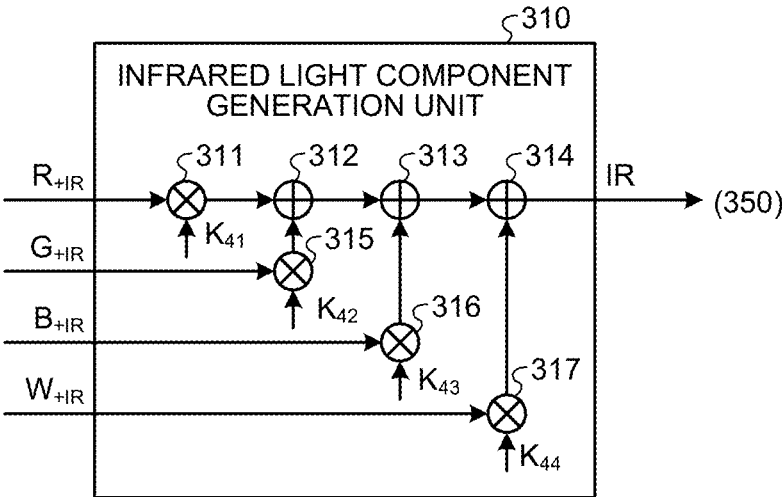 310
INFRARED LIGHT COMPONENT
GENERATION UNIT
311 312 313 314
R+IR IR
(350)
K41 315
G+IR
K42 316
B+IR
K43 317
W+IR
K44